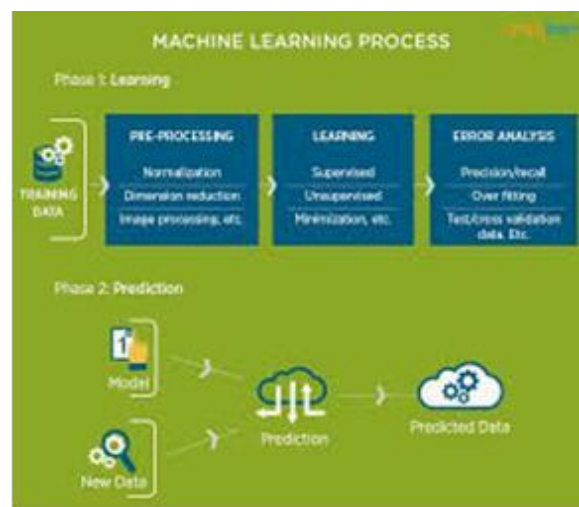 MACHINE LEARNING PROCESS
Phase 1: Learning
TRAINING
DATA
PRE-PROCESSING
Normalization
Dimension reduction
Image processing, etc.
LEARNING
Supervised
Unsupervised
Minimization, etc.
ERROR ANALYSIS
Precision/recall
Over fitting
Test/cross validation
data, Etc.
Phase 2: Prediction
1
Model
New Data
Prediction
Predicted Data